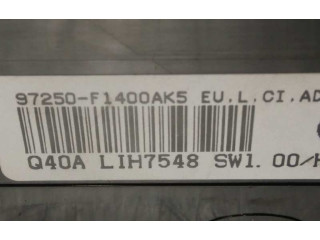 97250-F1400AK5 EU.L.CI.AD
Q40A LIH7548 SW1.00/H